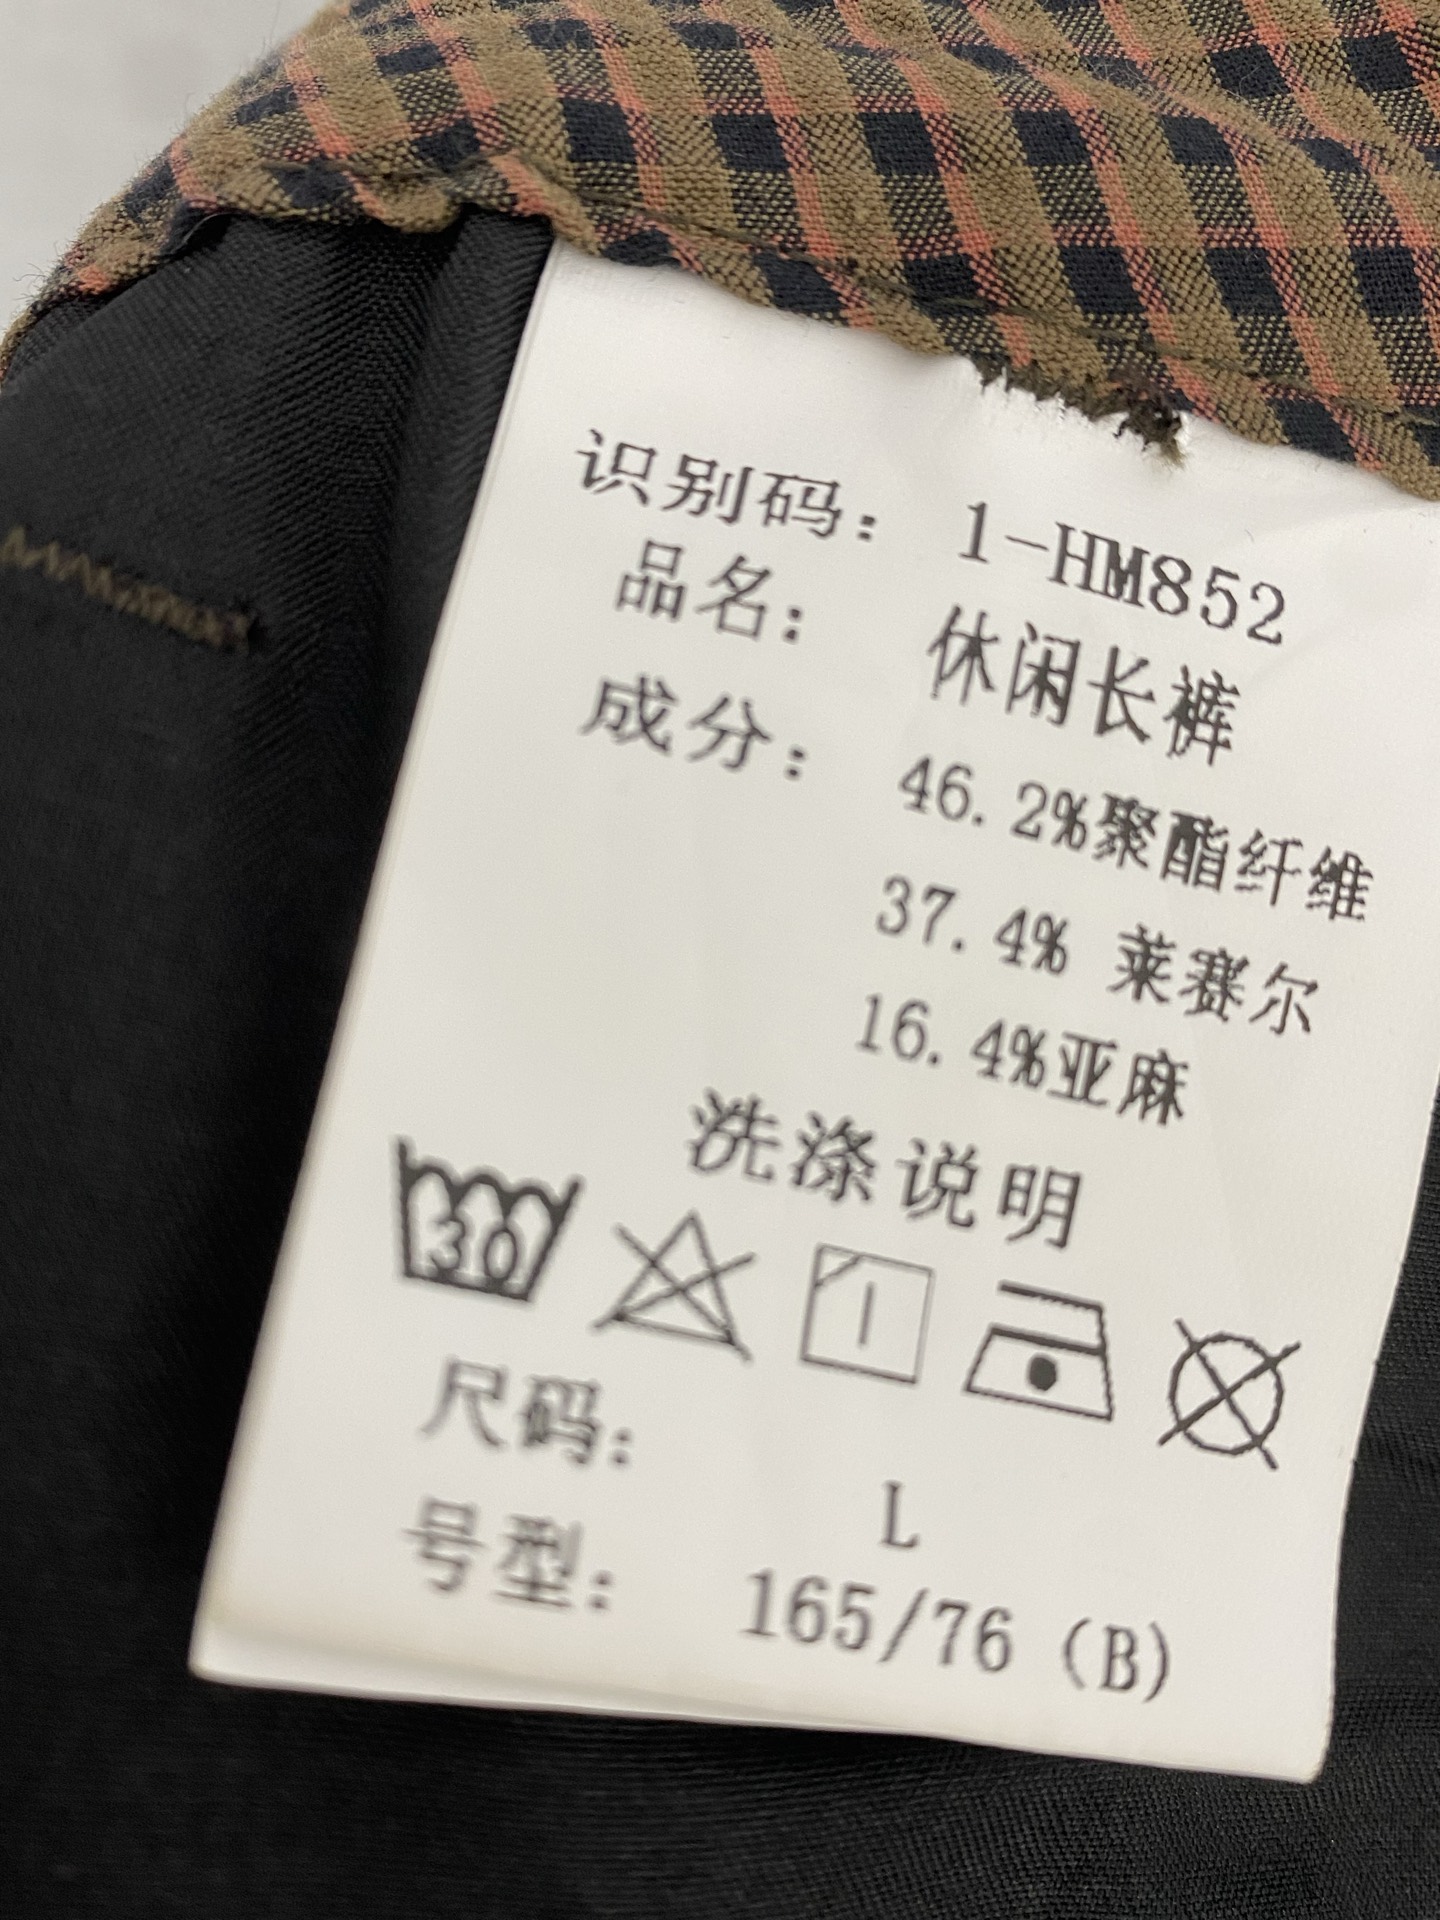 识别码： 1-HM852
品名： 休闲长裤
成分： 46.2%聚酯纤维
37.4% 莱赛尔
16.4%亚麻
洗涤说明
30
尺码： L
号型： 165/76 (B)